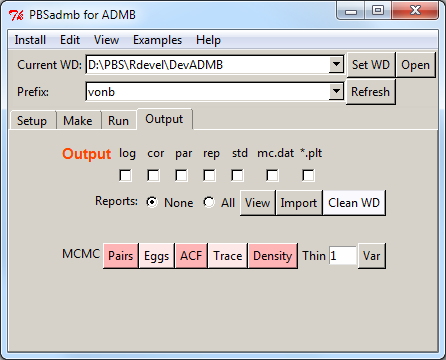 PBSadmb for ADMB
Install Edit View Examples Help
Current WD: D:\PBS\Rdevel\DevADMB Set WD Open
Prefix: vonb Refresh
Setup Make Run Output
Output log cor par rep std mc.dat *.plt
Reports: None All View Import Clean WD
MCMC Pairs Eggs ACF Trace Density Thin 1 Var